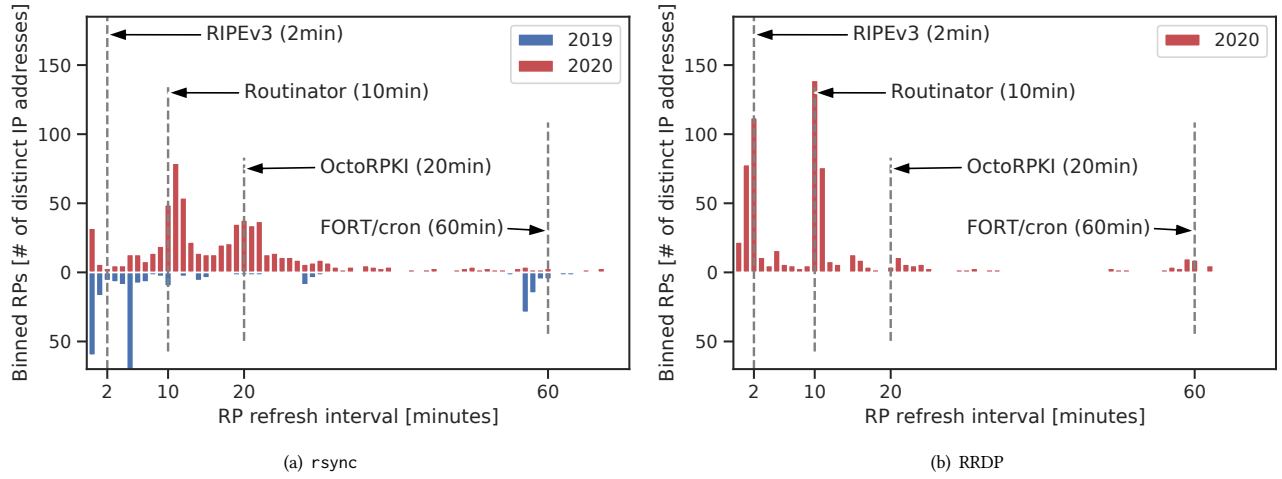 RIPEv3 (2min)
2019
2020
Routinator (10min)
OctoRPKI (20min)
FORT/cron (60min)
Binned RPs [# of distinct IP addresses]
150
100
50
0
50
2
10
20
60
RP refresh interval [minutes]
(a) rsync
RIPEv3 (2min)
2020
Routinator (10min)
OctoRPKI (20min)
FORT/cron (60min)
Binned RPs [# of distinct IP addresses]
150
100
50
0
50
2
10
20
60
RP refresh interval [minutes]
(b) RRDP